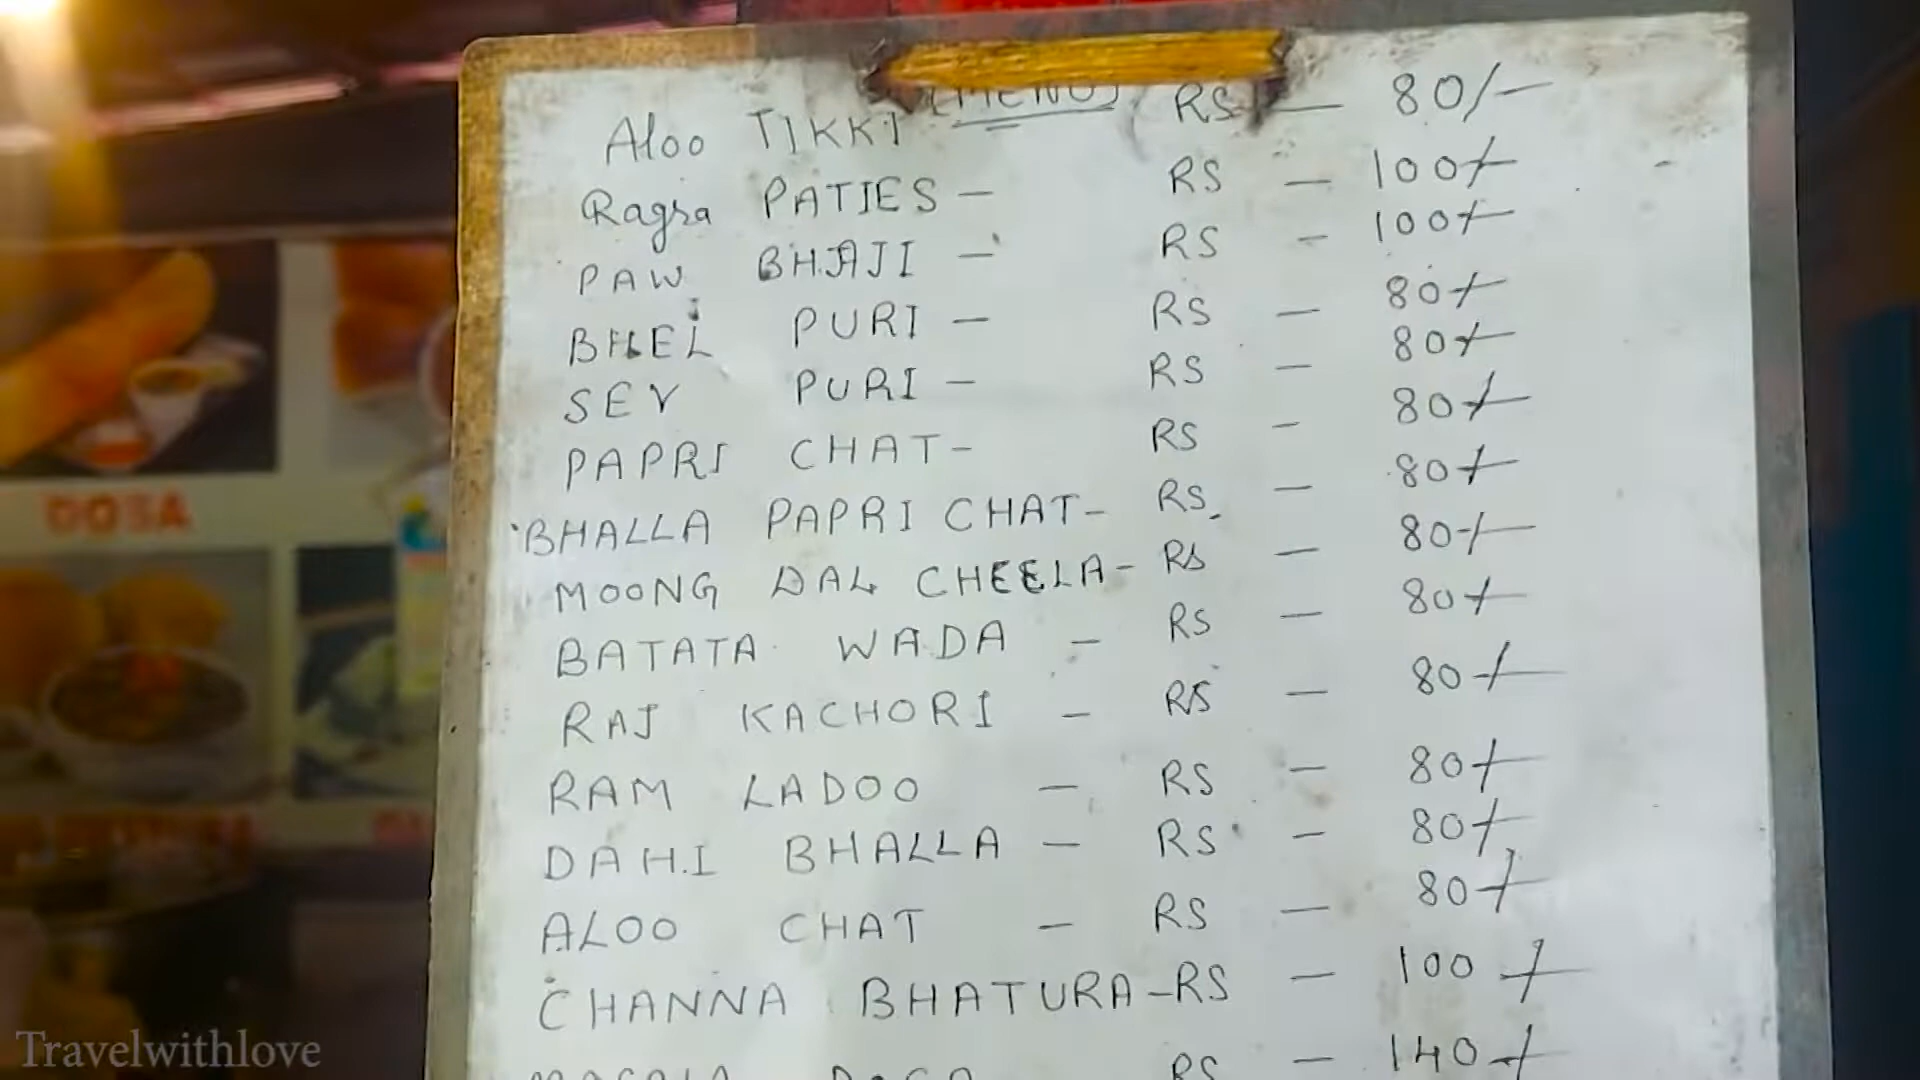 (MENU)
Aloo TIKKI RS — 80/-
Ragra PATIES - RS — 100/-
PAW BHAJI - RS - 100/-
BHEL PURI - RS - 80/-
SEV PURI - RS - 80/-
PAPRI CHAT- RS - 80/-
BHALLA PAPRI CHAT- RS. - 80/-
MOONG DAL CHEELA- RS - 80/-
BATATA WADA - RS - 80/-
RAJ KACHORI - RS - 80/-
RAM LADOO - RS - 80/-
DAHI BHALLA - RS - 80/-
ALOO CHAT - RS - 80/-
CHANNA BHATURA -RS - 100/-
MASALA DOSA RS - 140/-
DOSA
Travelwithlove